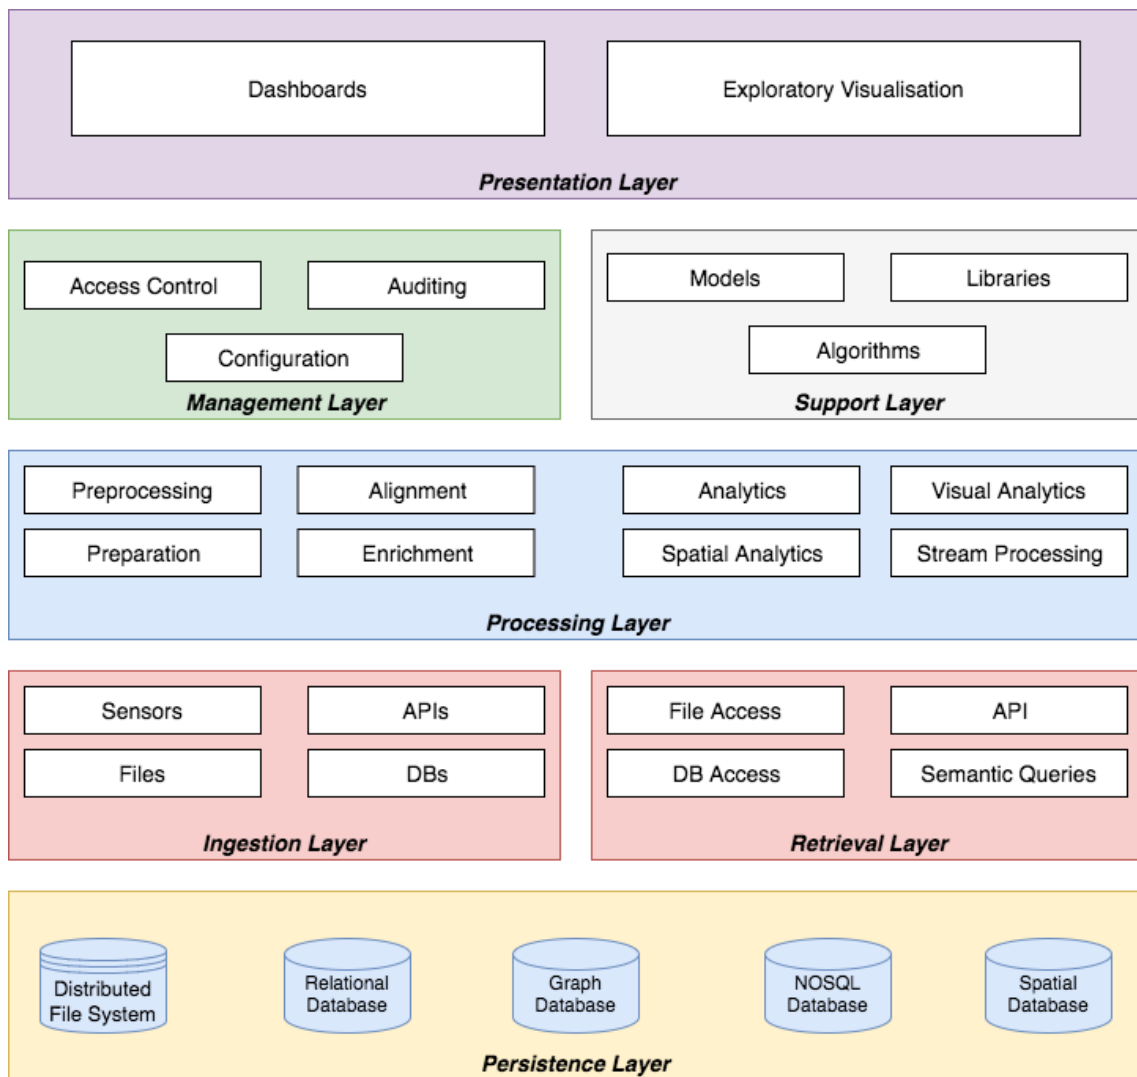 Dashboards
Exploratory Visualisation
Presentation Layer
Access Control
Auditing
Configuration
Management Layer
Models
Libraries
Algorithms
Support Layer
Preprocessing
Alignment
Analytics
Visual Analytics
Preparation
Enrichment
Spatial Analytics
Stream Processing
Processing Layer
Sensors
APIs
Files
DBs
Ingestion Layer
File Access
API
DB Access
Semantic Queries
Retrieval Layer
Distributed
File System
Relational
Database
Graph
Database
NOSQL
Database
Spatial
Database
Persistence Layer